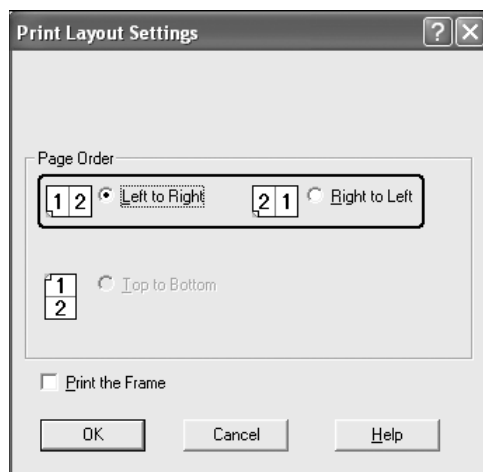 Print Layout Settings ? X
Page Order
1 2 Left to Right 2 1 Right to Left
1
2 Top to Bottom
Print the Frame
OK Cancel Help